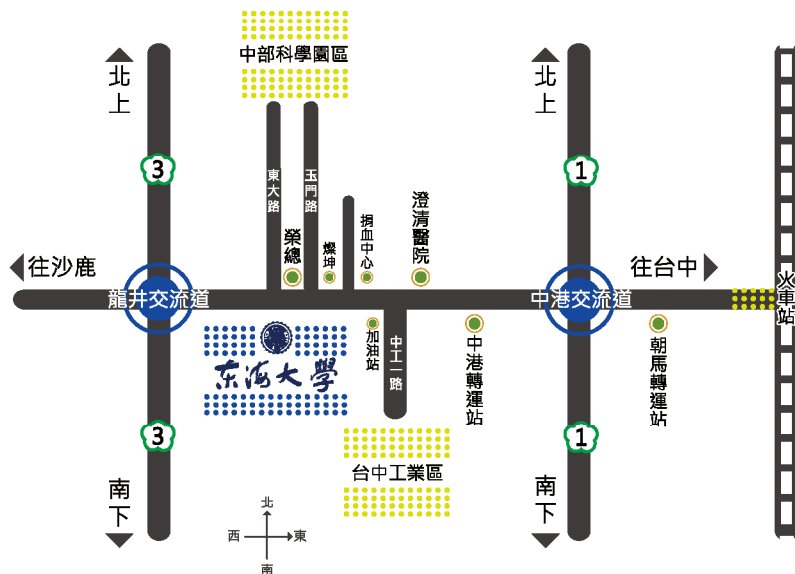 中部科學園區
北上
北上
3
1
東大路
玉門路
榮總
燦坤
捐血中心
澄清醫院
往沙鹿
往台中
龍井交流道
中港交流道
火車站
东海大學
加油站
中工一路
中港轉運站
朝馬轉運站
3
1
台中工業區
南下
南下
北
西
東
南